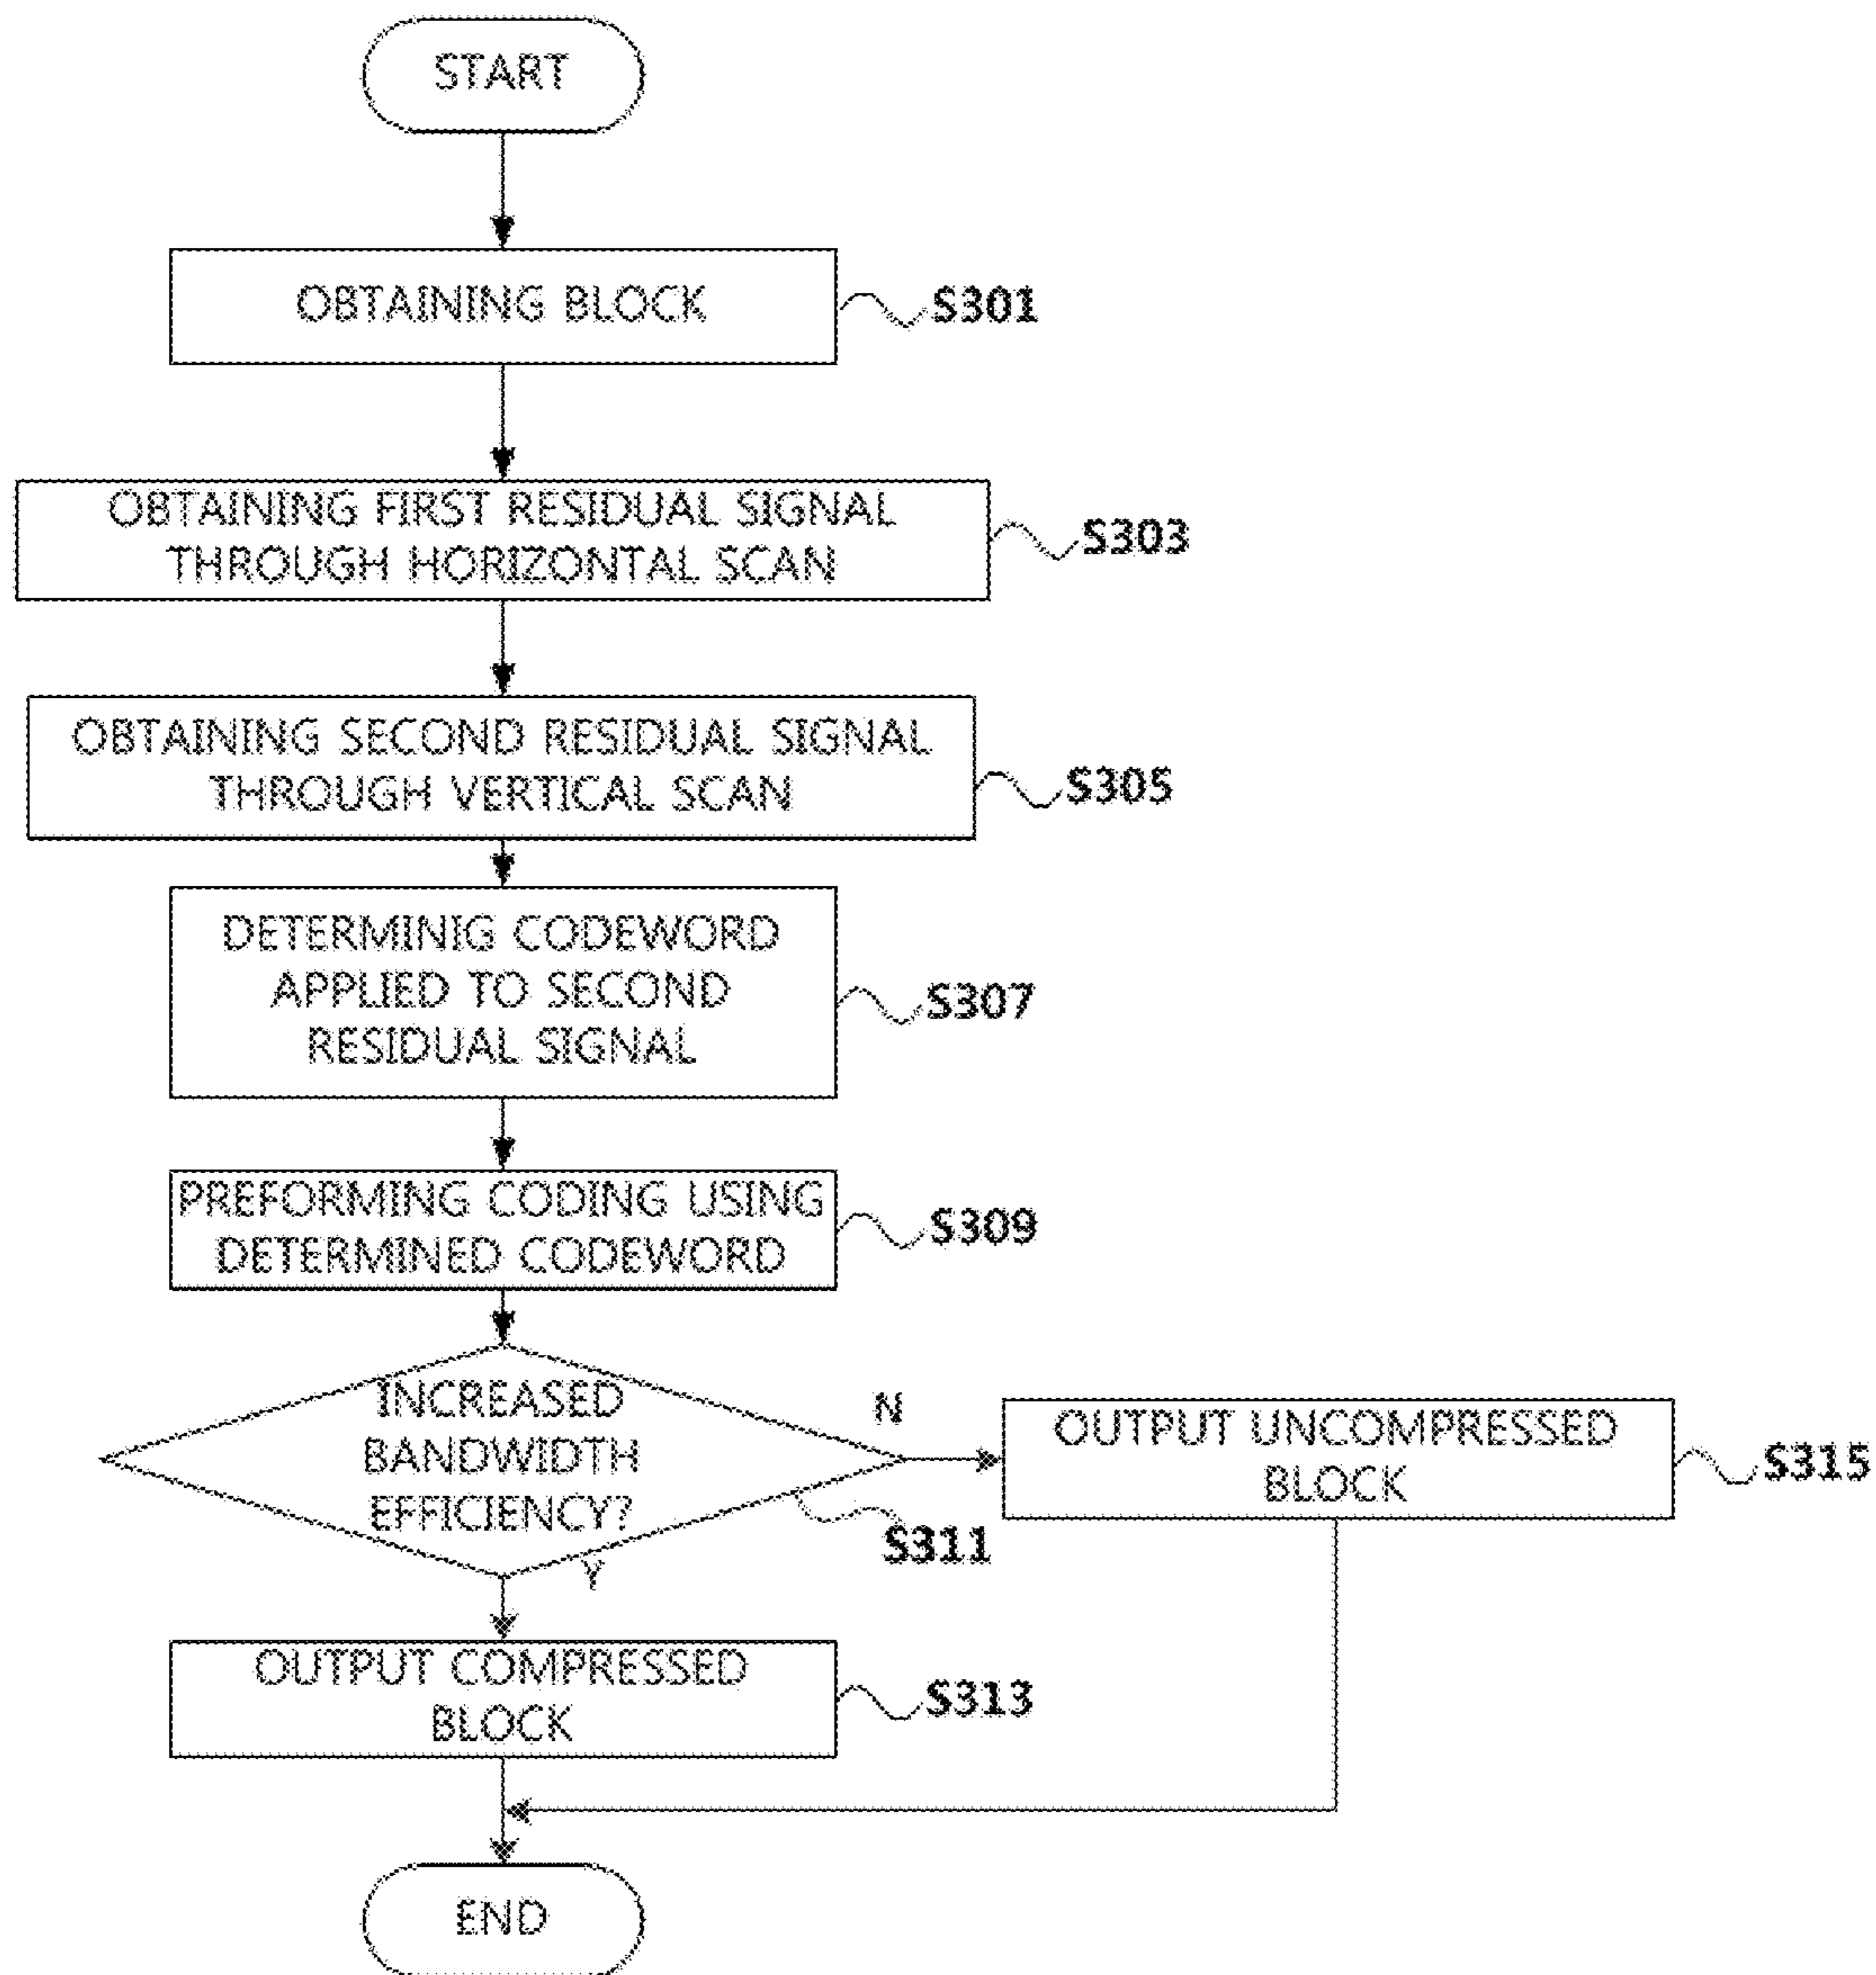 START
OBTAINING BLOCK
S301
OBTAINING FIRST RESIDUAL SIGNAL
THROUGH HORIZONTAL SCAN
S303
OBTAINING SECOND RESIDUAL SIGNAL
THROUGH VERTICAL SCAN
S305
DETERMINIG CODEWORD
APPLIED TO SECOND
RESIDUAL SIGNAL
S307
PREFORMING CODING USING
DETERMINED CODEWORD
S309
INCREASED
BANDWIDTH
EFFICIENCY?
S311
N
OUTPUT UNCOMPRESSED
BLOCK
S315
Y
OUTPUT COMPRESSED
BLOCK
S313
END